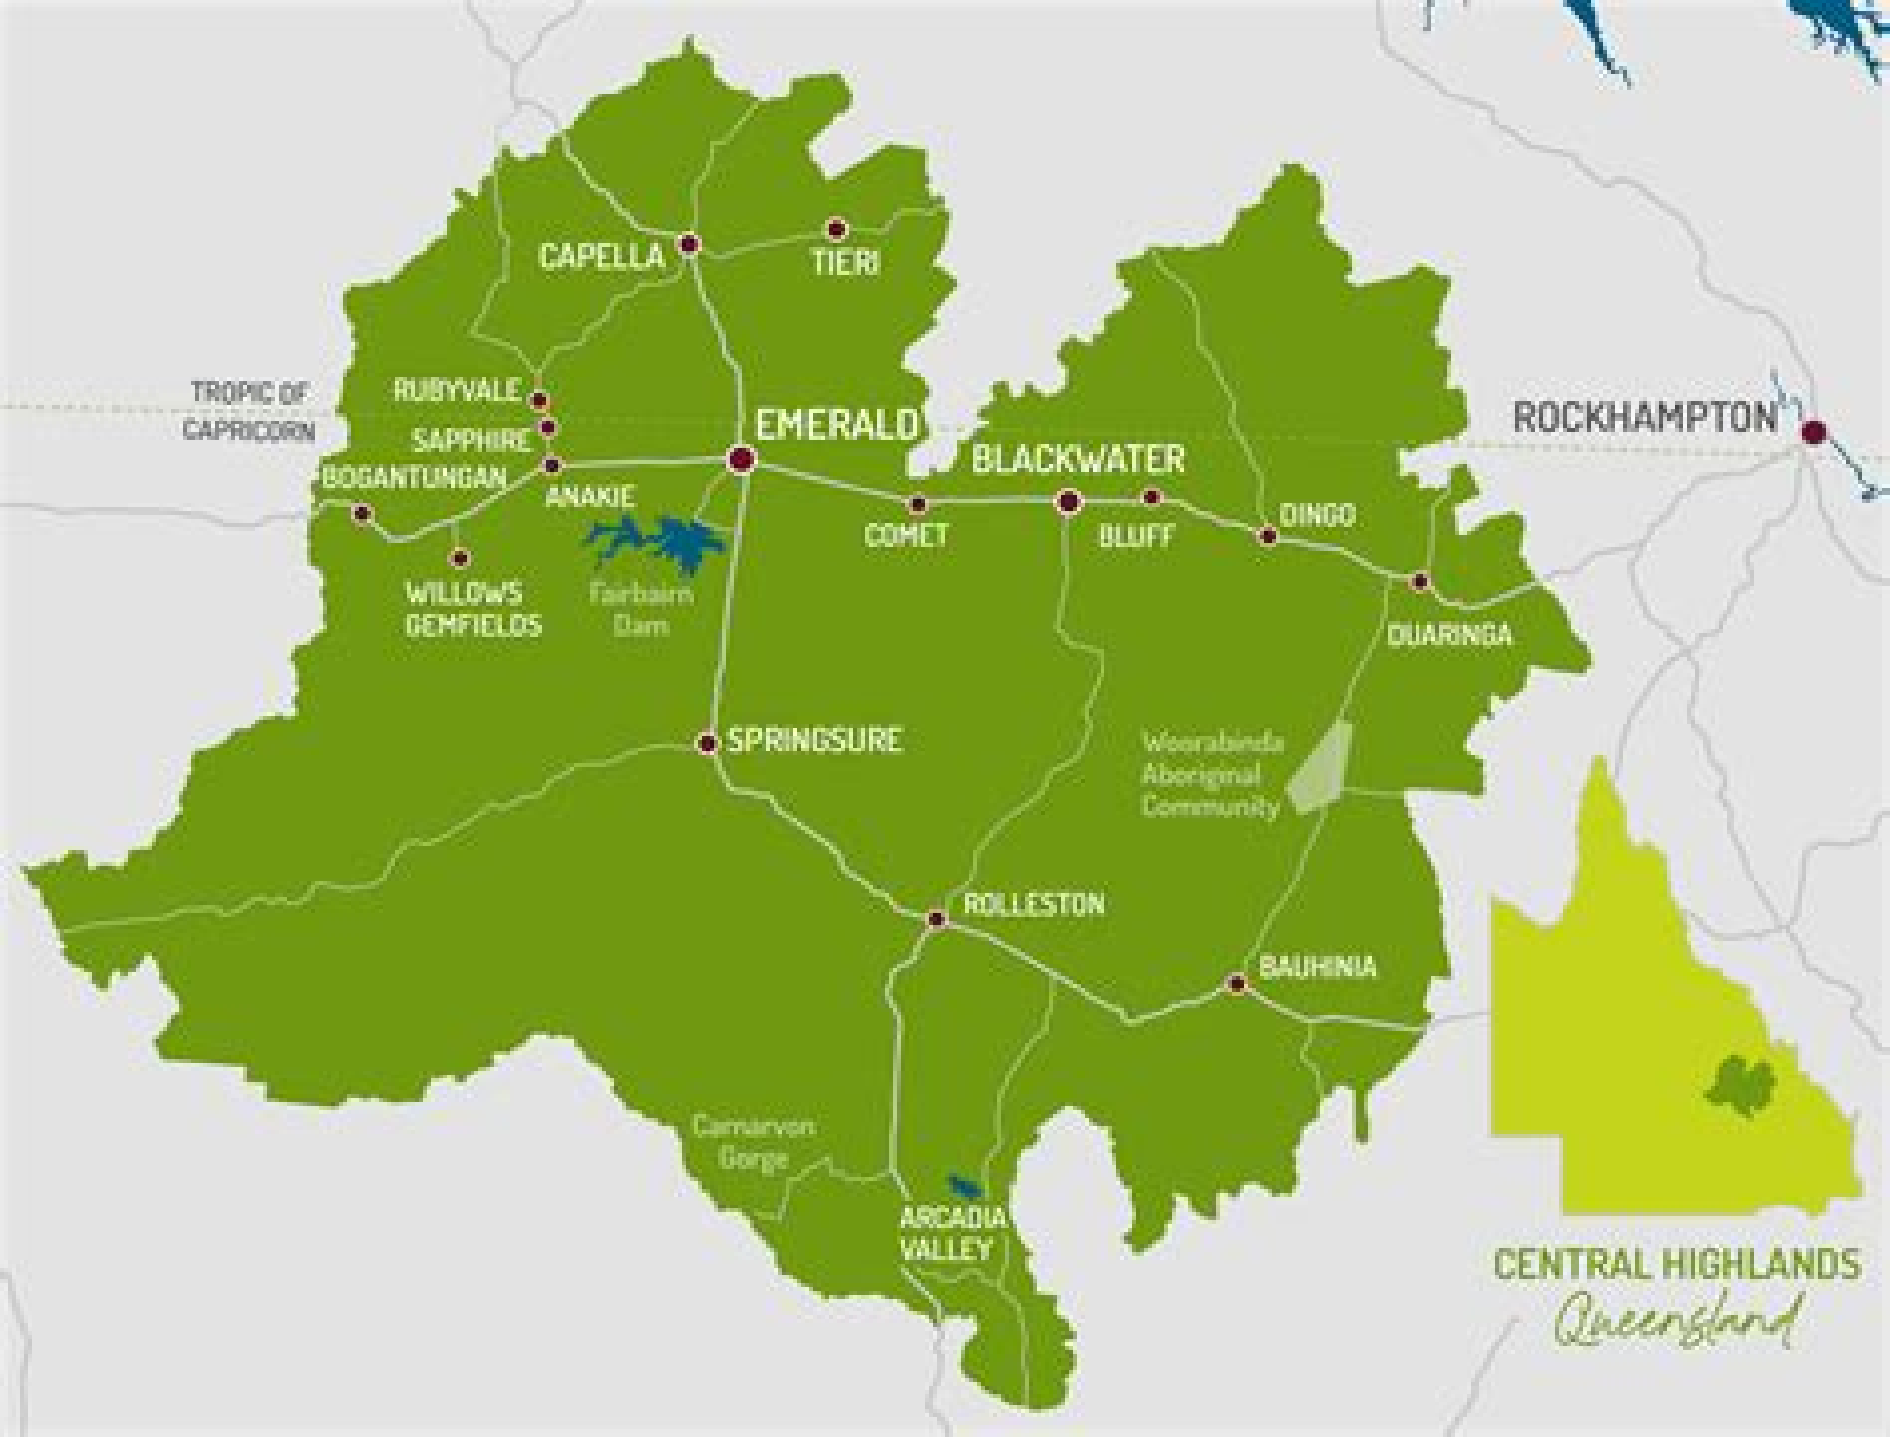 CAPELLA
TIERI
TROPIC OF
CAPRICORN
RUBYVALE
SAPPHIRE
BOGANTUNGAN
ANAKIE
EMERALD
BLACKWATER
ROCKHAMPTON
COMET
BLUFF
DINGO
WILLOWS
GEMFIELDS
Fairbairn
Dam
DUARINGA
SPRINGSURE
Woorabinda
Aboriginal
Community
ROLLESTON
BAUHINIA
Carnarvon
Gorge
ARCADIA
VALLEY
CENTRAL HIGHLANDS
Queensland